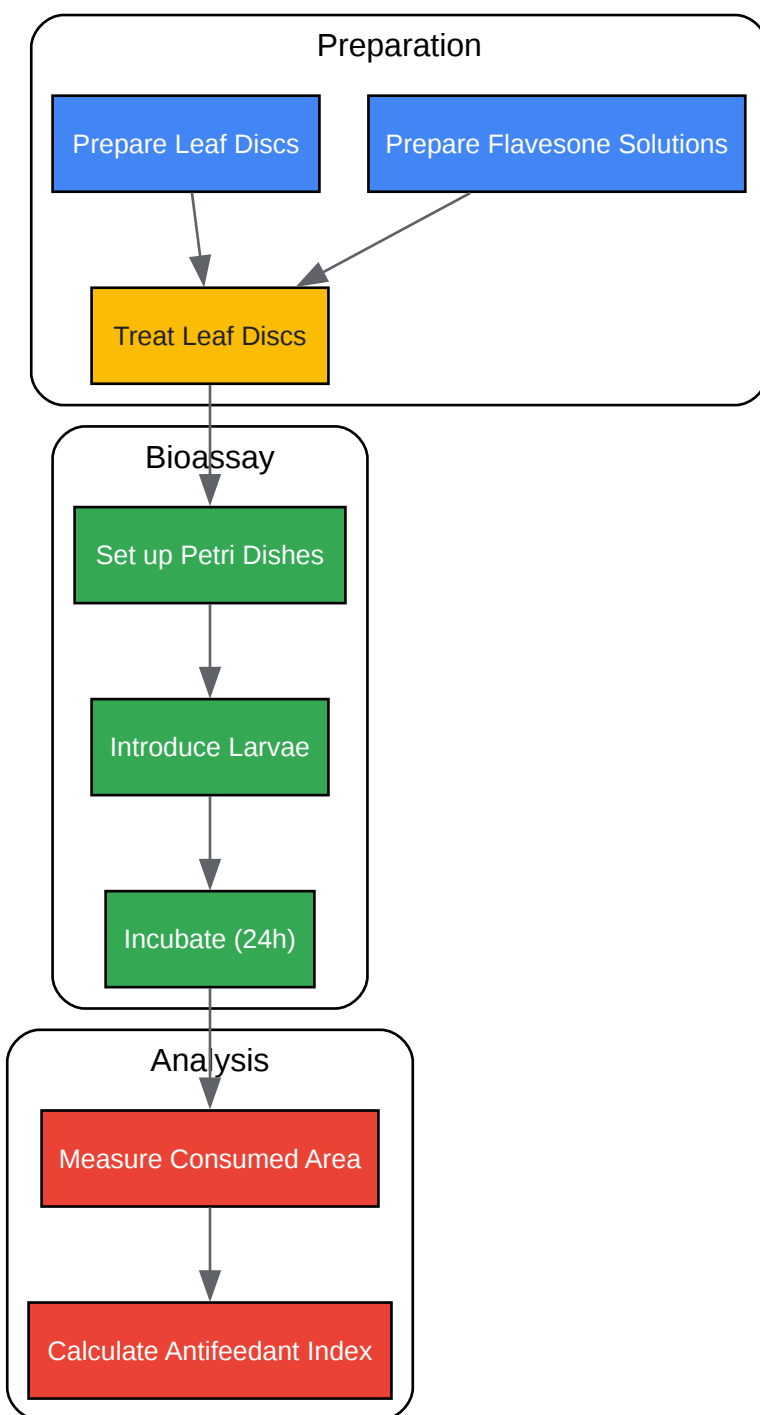 Preparation
Prepare Leaf Discs
Prepare Flavesone Solutions
Treat Leaf Discs
Bioassay
Set up Petri Dishes
Introduce Larvae
Incubate (24h)
Analysis
Measure Consumed Area
Calculate Antifeedant Index